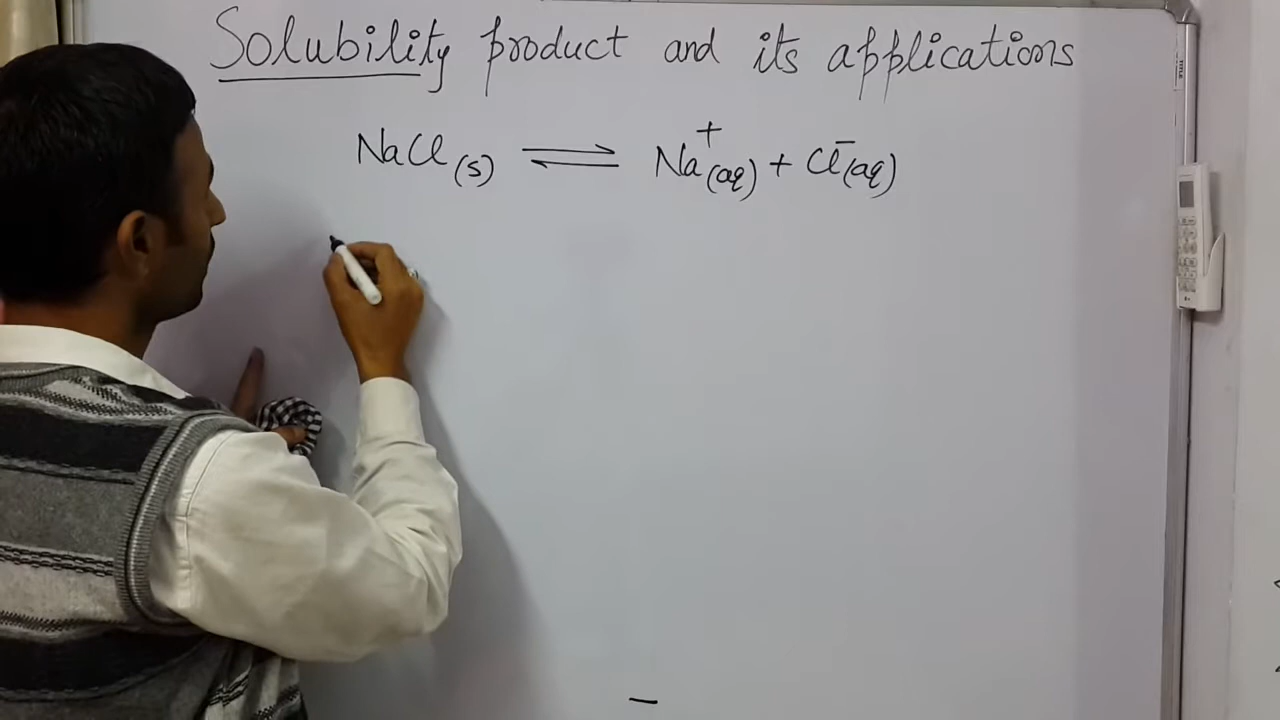 Solubility product and its applications
NaCl (s) ⇌ Na⁺(aq) + Cl⁻(aq)